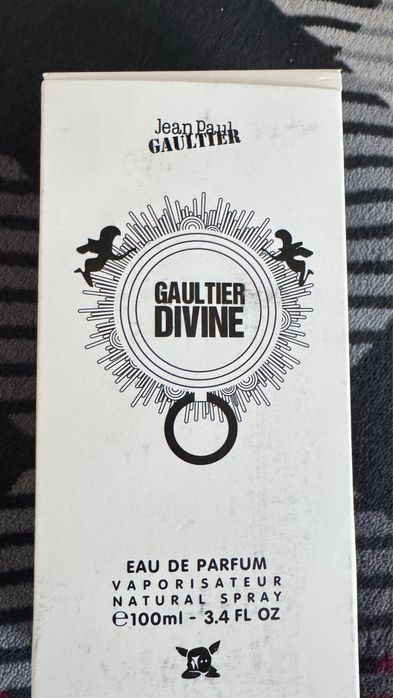 Jean Paul
GAULTIER
GAULTIER
DIVINE
EAU DE PARFUM
VAPORISATEUR
NATURAL SPRAY
℮100ml - 3.4 FL OZ